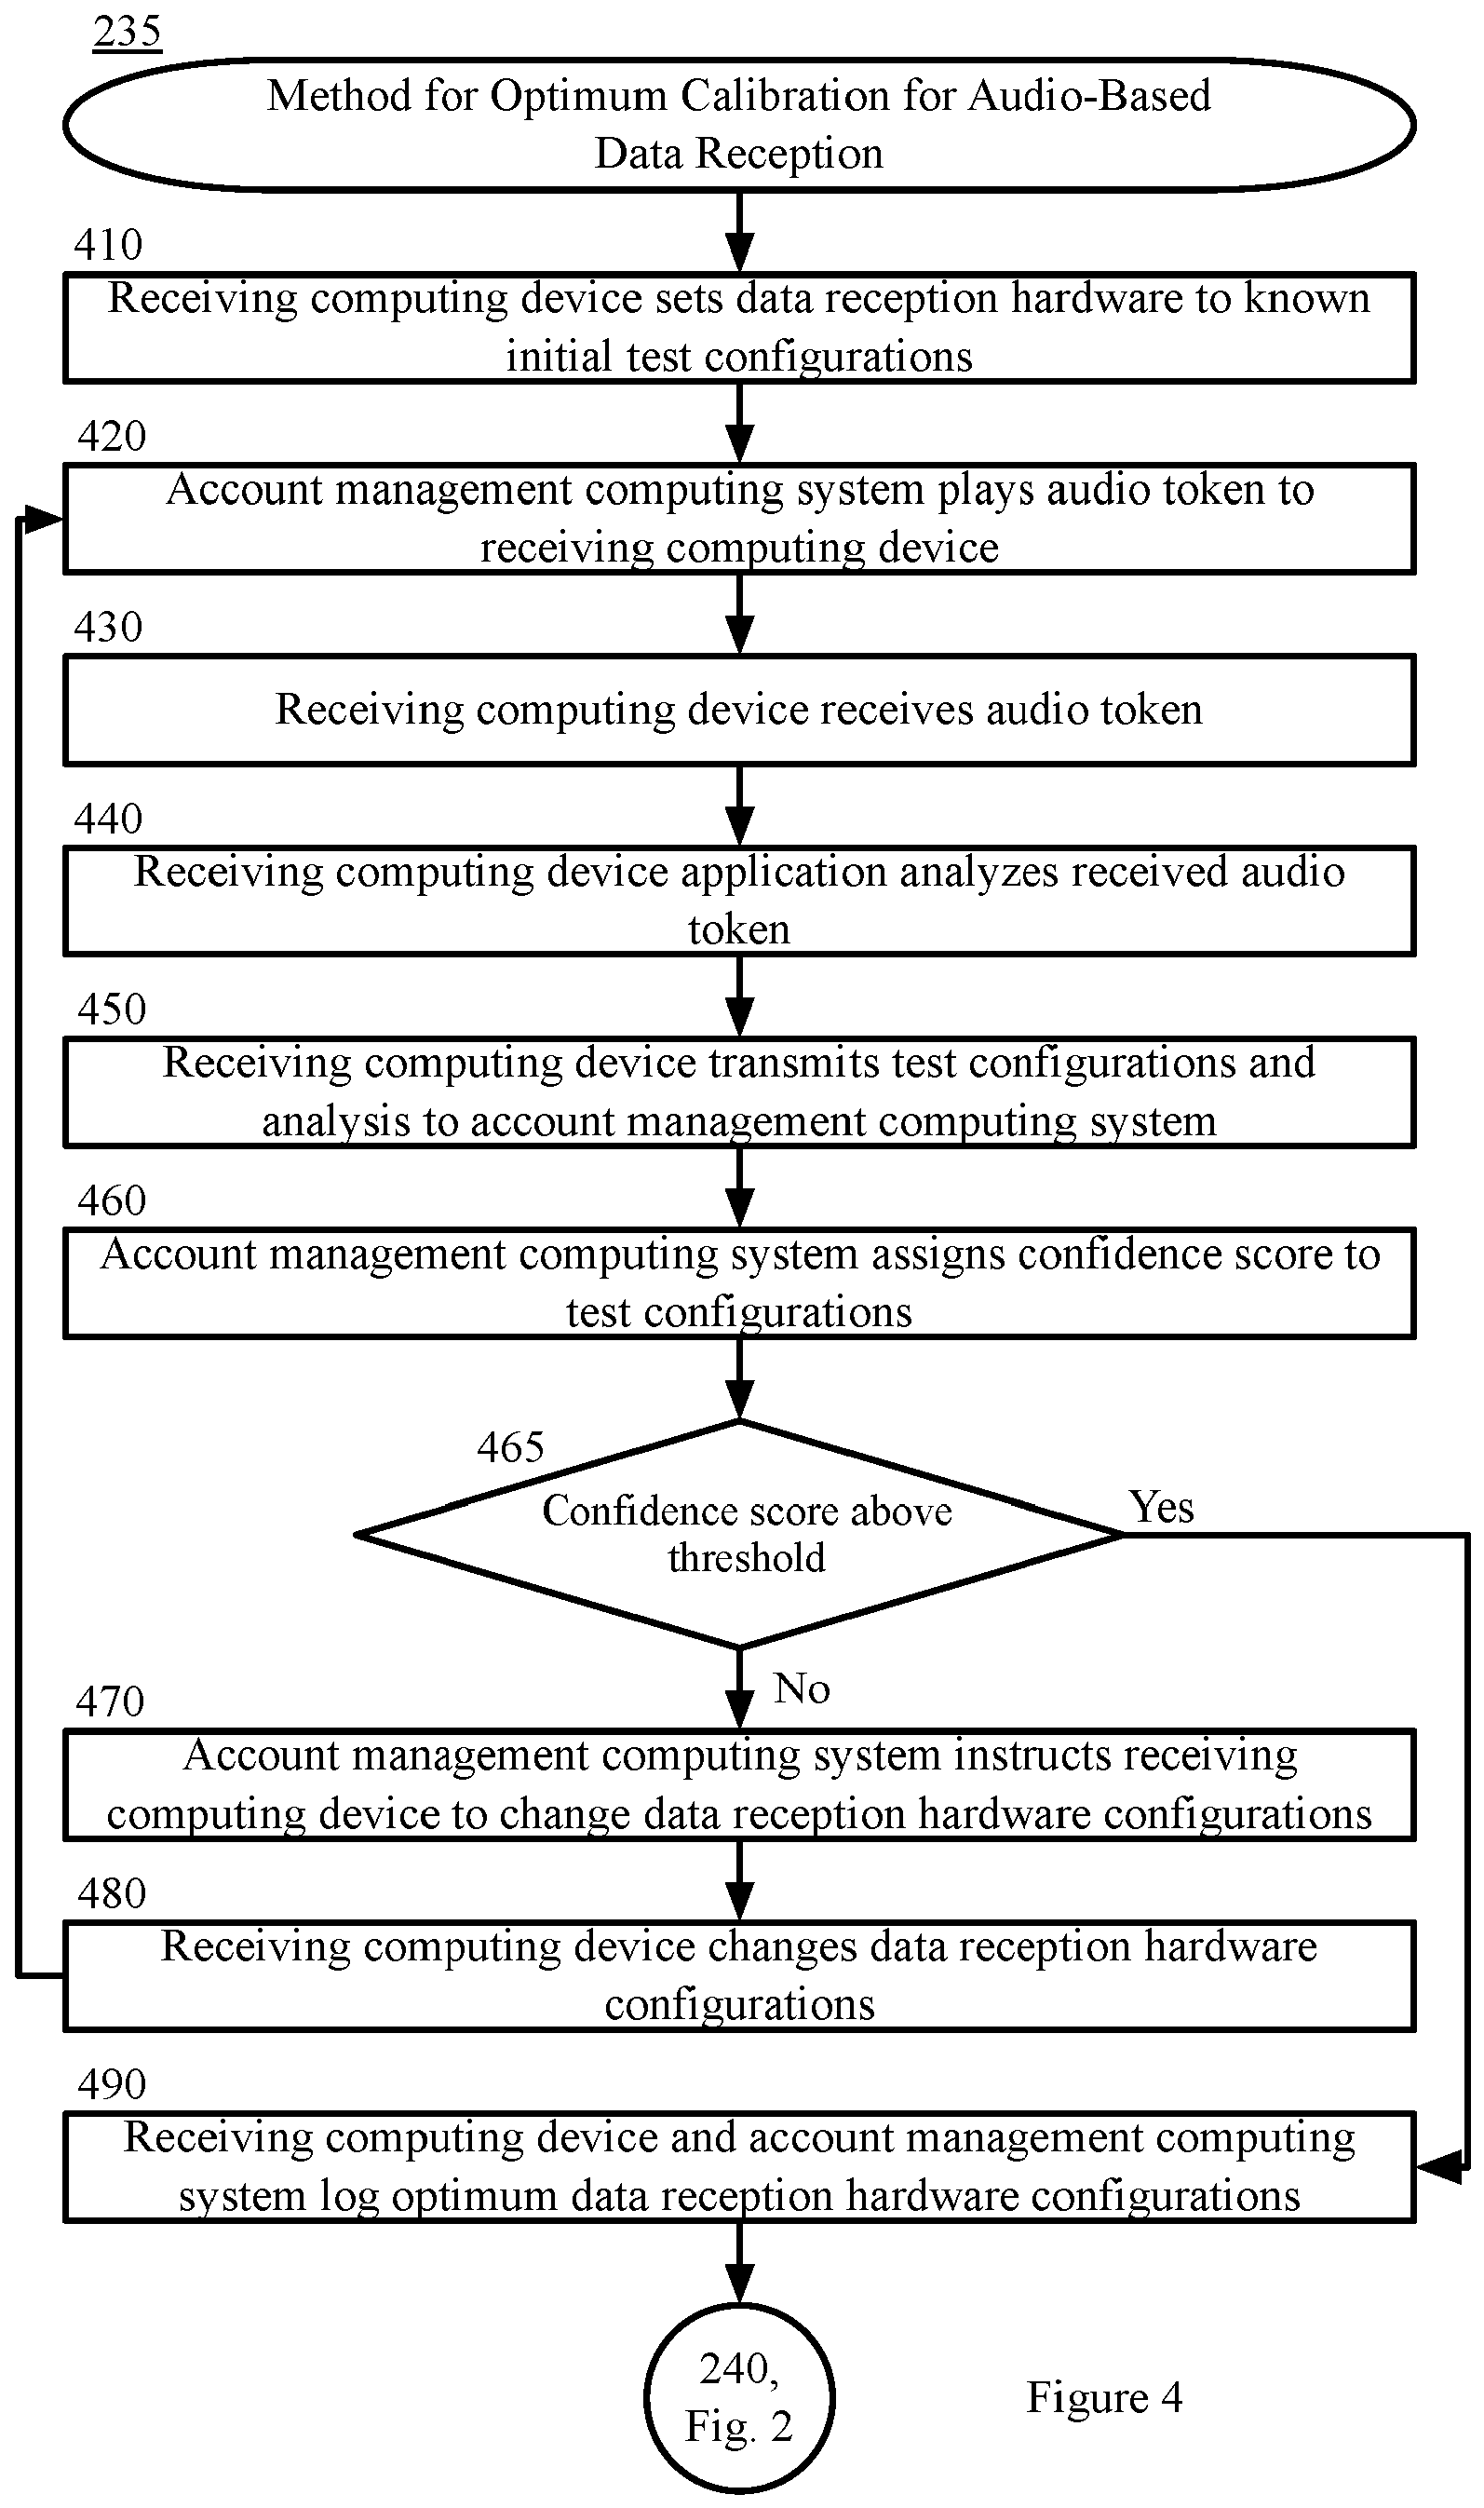 235
Method for Optimum Calibration for Audio-Based
Data Reception
410
Receiving computing device sets data reception hardware to known
initial test configurations
420
Account management computing system plays audio token to
receiving computing device
430
Receiving computing device receives audio token
440
Receiving computing device application analyzes received audio
token
450
Receiving computing device transmits test configurations and
analysis to account management computing system
460
Account management computing system assigns confidence score to
test configurations
465
Confidence score above
threshold
Yes
No
470
Account management computing system instructs receiving
computing device to change data reception hardware configurations
480
Receiving computing device changes data reception hardware
configurations
490
Receiving computing device and account management computing
system log optimum data reception hardware configurations
240,
Fig. 2
Figure 4